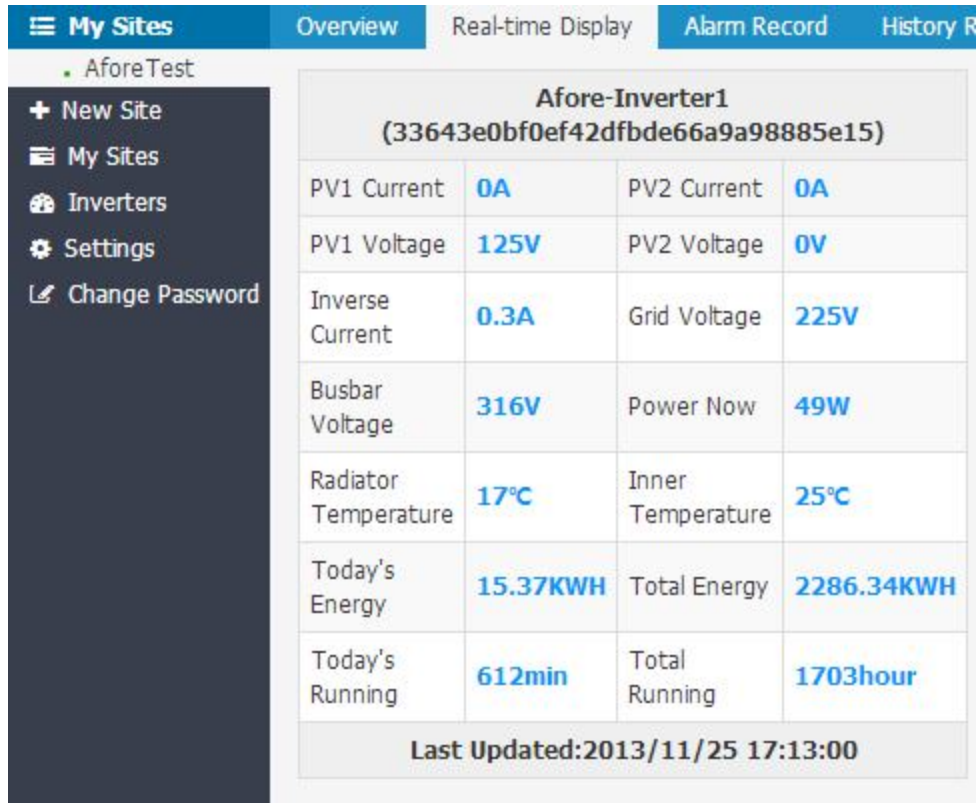 My Sites
AforeTest
New Site
My Sites
Inverters
Settings
Change Password
Overview Real-time Display Alarm Record History R
Afore-Inverter1
(33643e0bf0ef42dfbde66a9a98885e15)
PV1 Current 0A PV2 Current 0A
PV1 Voltage 125V PV2 Voltage 0V
Inverse
Current 0.3A Grid Voltage 225V
Busbar
Voltage 316V Power Now 49W
Radiator
Temperature 17℃ Inner
Temperature 25℃
Today's
Energy 15.37KWH Total Energy 2286.34KWH
Today's
Running 612min Total
Running 1703hour
Last Updated:2013/11/25 17:13:00